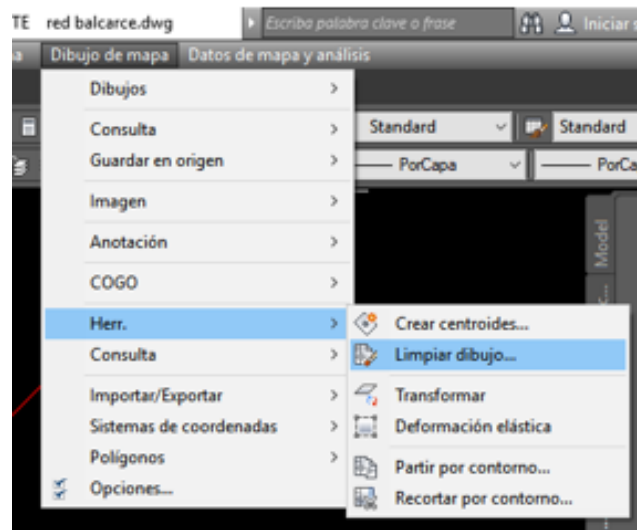 TE red balcarce.dwg Escriba palabra clave o frase Iniciar
Dibujo de mapa Datos de mapa y análisis
Dibujos
Consulta Standard Standard
Guardar en origen PorCapa PorCa
Imagen
Anotación Model
COGO
Herr. Crear centroides...
Consulta Limpiar dibujo...
Importar/Exportar Transformar
Sistemas de coordenadas Deformación elástica
Polígonos Partir por contorno...
Opciones... Recortar por contorno...